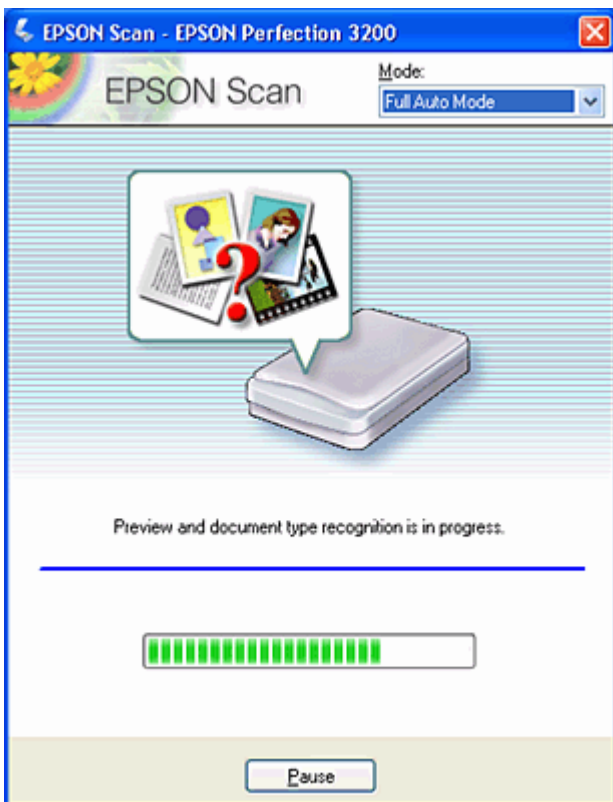 EPSON Scan - EPSON Perfection 3200
EPSON Scan
Mode:
Full Auto Mode
?
Preview and document type recognition is in progress.
Pause